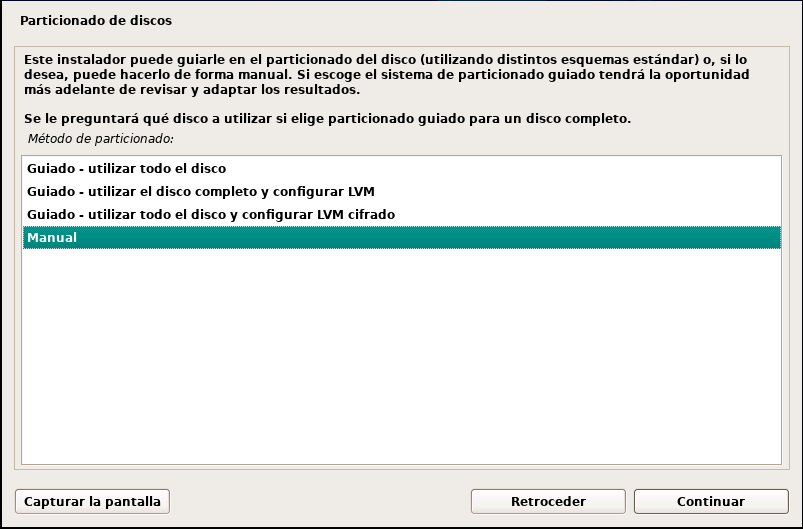 Particionado de discos
Este instalador puede guiarle en el particionado del disco (utilizando distintos esquemas estándar) o, si lo
desea, puede hacerlo de forma manual. Si escoge el sistema de particionado guiado tendrá la oportunidad
más adelante de revisar y adaptar los resultados.
Se le preguntará qué disco a utilizar si elige particionado guiado para un disco completo.
Método de particionado:
Guiado - utilizar todo el disco
Guiado - utilizar el disco completo y configurar LVM
Guiado - utilizar todo el disco y configurar LVM cifrado
Manual
Capturar la pantalla
Retroceder
Continuar